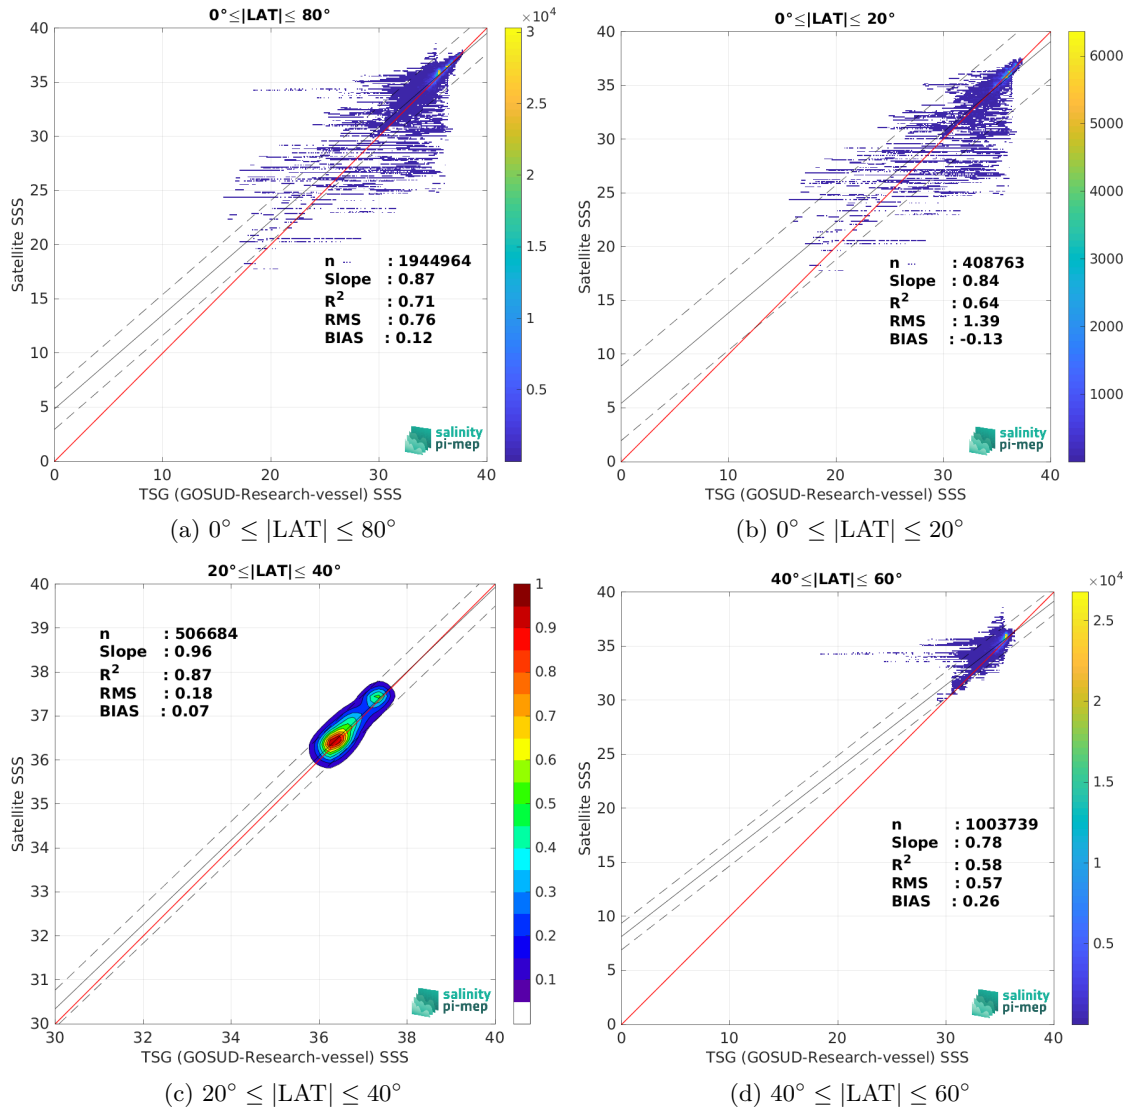 0°≤|LAT|≤ 80°
×10⁴
40
35
30
25
20
15
10
5
0
0
10
20
30
40
3
2.5
2
1.5
1
0.5
Satellite SSS
n : 1944964
Slope : 0.87
R² : 0.71
RMS : 0.76
BIAS : 0.12
salinity
pi-mep
TSG (GOSUD-Research-vessel) SSS
(a) 0° ≤ |LAT| ≤ 80°
0°≤|LAT|≤ 20°
40
35
30
25
20
15
10
5
0
0
10
20
30
40
6000
5000
4000
3000
2000
1000
Satellite SSS
n : 408763
Slope : 0.84
R² : 0.64
RMS : 1.39
BIAS : -0.13
salinity
pi-mep
TSG (GOSUD-Research-vessel) SSS
(b) 0° ≤ |LAT| ≤ 20°
20°≤|LAT|≤ 40°
40
39
38
37
36
35
34
33
32
31
30
30
32
34
36
38
40
1
0.9
0.8
0.7
0.6
0.5
0.4
0.3
0.2
0.1
Satellite SSS
n : 506684
Slope : 0.96
R² : 0.87
RMS : 0.18
BIAS : 0.07
salinity
pi-mep
TSG (GOSUD-Research-vessel) SSS
(c) 20° ≤ |LAT| ≤ 40°
40°≤|LAT|≤ 60°
×10⁴
40
35
30
25
20
15
10
5
0
0
10
20
30
40
2.5
2
1.5
1
0.5
Satellite SSS
n : 1003739
Slope : 0.78
R² : 0.58
RMS : 0.57
BIAS : 0.26
salinity
pi-mep
TSG (GOSUD-Research-vessel) SSS
(d) 40° ≤ |LAT| ≤ 60°